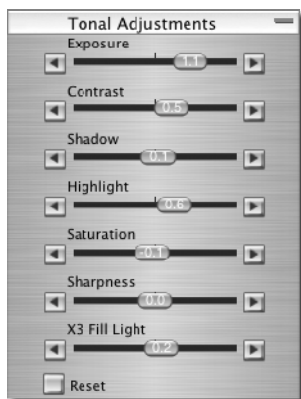 Tonal Adjustments
Exposure
1.1
Contrast
0.5
Shadow
0.1
Highlight
0.6
Saturation
-0.1
Sharpness
0.0
X3 Fill Light
0.2
Reset